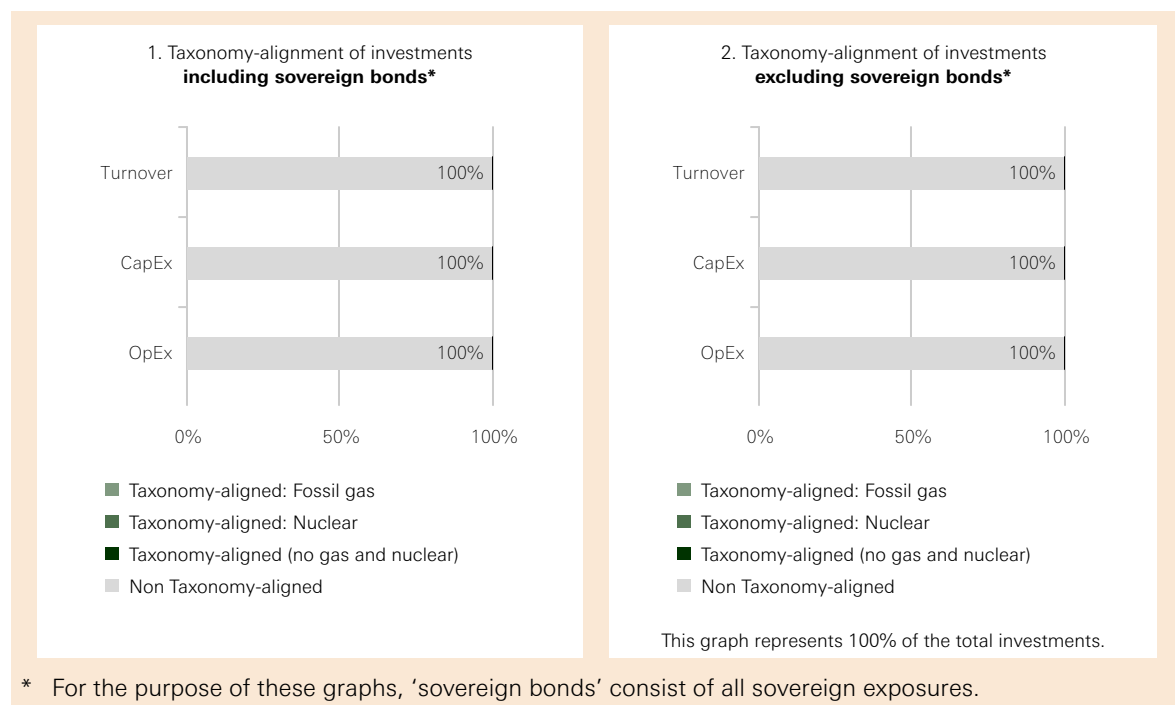 1. Taxonomy-alignment of investments
including sovereign bonds*
Turnover
100%
CapEx
100%
OpEx
100%
0%
50%
100%
Taxonomy-aligned: Fossil gas
Taxonomy-aligned: Nuclear
Taxonomy-aligned (no gas and nuclear)
Non Taxonomy-aligned
2. Taxonomy-alignment of investments
excluding sovereign bonds*
Turnover
100%
CapEx
100%
OpEx
100%
0%
50%
100%
Taxonomy-aligned: Fossil gas
Taxonomy-aligned: Nuclear
Taxonomy-aligned (no gas and nuclear)
Non Taxonomy-aligned
This graph represents 100% of the total investments.
* For the purpose of these graphs, ‘sovereign bonds’ consist of all sovereign exposures.